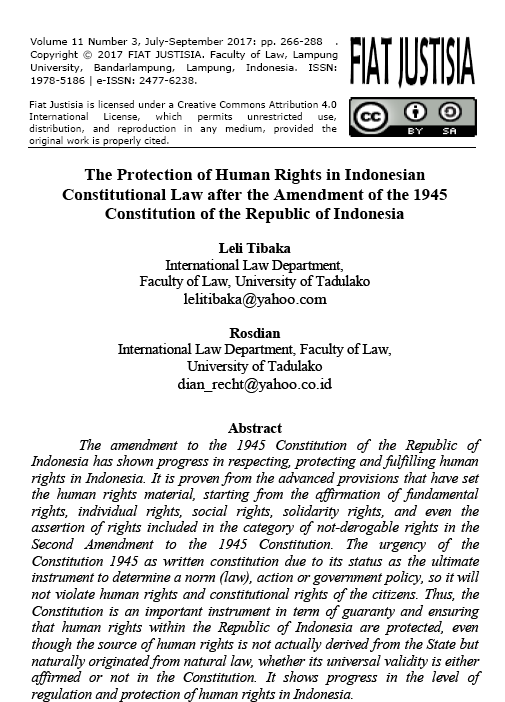 Volume 11 Number 3, July-September 2017: pp. 266-288 .
Copyright © 2017 FIAT JUSTISIA. Faculty of Law, Lampung
University, Bandarlampung, Lampung, Indonesia. ISSN:
1978-5186 | e-ISSN: 2477-6238.
FIAT JUSTISIA
Fiat Justisia is licensed under a Creative Commons Attribution 4.0
International License, which permits unrestricted use,
distribution, and reproduction in any medium, provided the
original work is properly cited.
cc BY SA
The Protection of Human Rights in Indonesian
Constitutional Law after the Amendment of the 1945
Constitution of the Republic of Indonesia
Leli Tibaka
International Law Department,
Faculty of Law, University of Tadulako
lelitibaka@yahoo.com
Rosdian
International Law Department, Faculty of Law,
University of Tadulako
dian_recht@yahoo.co.id
Abstract
The amendment to the 1945 Constitution of the Republic of
Indonesia has shown progress in respecting, protecting and fulfilling human
rights in Indonesia. It is proven from the advanced provisions that have set
the human rights material, starting from the affirmation of fundamental
rights, individual rights, social rights, solidarity rights, and even the
assertion of rights included in the category of not-derogable rights in the
Second Amendment to the 1945 Constitution. The urgency of the
Constitution 1945 as written constitution due to its status as the ultimate
instrument to determine a norm (law), action or government policy, so it will
not violate human rights and constitutional rights of the citizens. Thus, the
Constitution is an important instrument in term of guaranty and ensuring
that human rights within the Republic of Indonesia are protected, even
though the source of human rights is not actually derived from the State but
naturally originated from natural law, whether its universal validity is either
affirmed or not in the Constitution. It shows progress in the level of
regulation and protection of human rights in Indonesia.